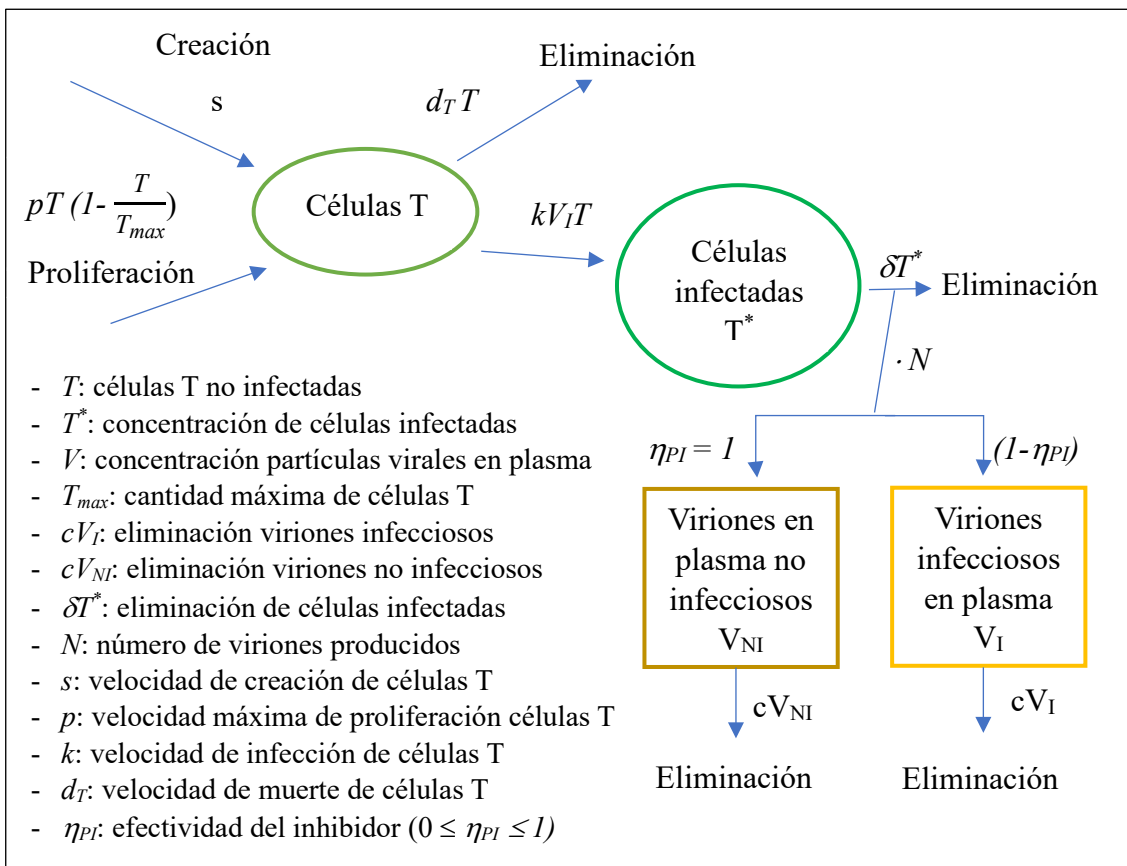 Creación
Eliminación
s
d_T T
pT (1- T/T_max)
Proliferación
Células T
kV_IT
Células
infectadas
T*
δT*
Eliminación
· N
- T: células T no infectadas
- T*: concentración de células infectadas
- V: concentración partículas virales en plasma
- T_max: cantidad máxima de células T
- cV_I: eliminación viriones infecciosos
- cV_NI: eliminación viriones no infecciosos
- δT*: eliminación de células infectadas
- N: número de viriones producidos
- s: velocidad de creación de células T
- p: velocidad máxima de proliferación células T
- k: velocidad de infección de células T
- d_T: velocidad de muerte de células T
- η_PI: efectividad del inhibidor (0 ≤ η_PI ≤ 1)
η_PI = 1
(1-η_PI)
Viriones en
plasma no
infecciosos
V_NI
Viriones
infecciosos
en plasma
V_I
cV_NI
cV_I
Eliminación
Eliminación